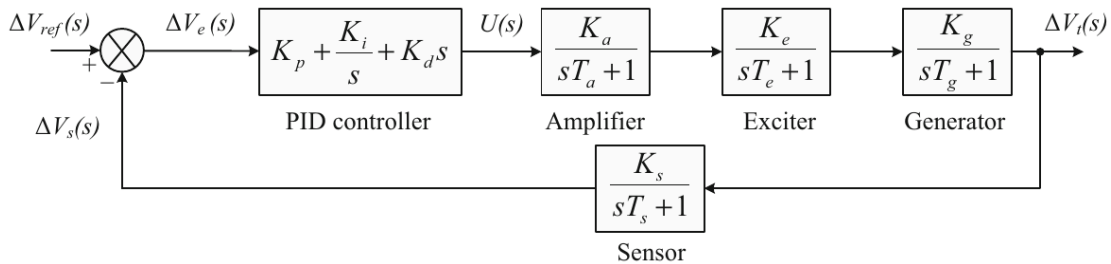 ΔV_ref(s)
ΔV_e(s)
U(s)
ΔV_t(s)
+
−
K_p + K_i/s + K_d s
K_a/(sT_a + 1)
K_e/(sT_e + 1)
K_g/(sT_g + 1)
PID controller
Amplifier
Exciter
Generator
ΔV_s(s)
K_s/(sT_s + 1)
Sensor